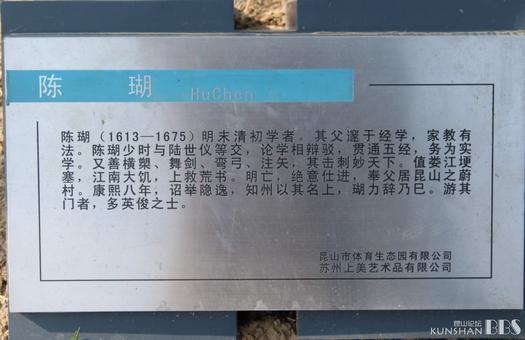 陈 瑚 HuChen
陈瑚（1613—1675）明末清初学者。其父邃于经学，家教有
法。陈瑚少时与陆世仪等交，论学相辩驳，贯通五经，务为实
学。又善横槊、舞剑、弯弓、注矢，其击刺妙天下。值娄江埂
塞，江南大饥，上救荒书。明亡，绝意仕进，奉父居昆山之蔚
村。康熙八年，诏举隐逸，知州以其名上，瑚力辞乃已。游其
门者，多英俊之士。
昆山市体育生态园有限公司
苏州上美艺术品有限公司
昆山论坛
KUNSHAN BBS